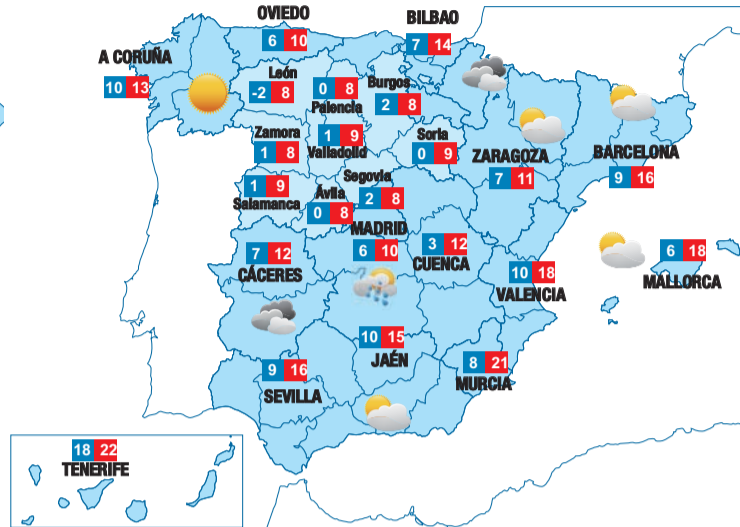 OVIEDO
6 10
BILBAO
7 14
A CORUÑA
10 13
León
-2 8
0 8
Palencia
Burgos
2 8
Zamora
1 8
1 9
Valladolid
Soria
0 9
ZARAGOZA
7 11
BARCELONA
9 16
1 9
Salamanca
Ávila
0 8
Segovia
2 8
MADRID
6 10
3 12
CUENCA
7 12
CÁCERES
10 18
VALENCIA
6 18
MALLORCA
10 15
JAÉN
9 16
SEVILLA
8 21
MURCIA
18 22
TENERIFE